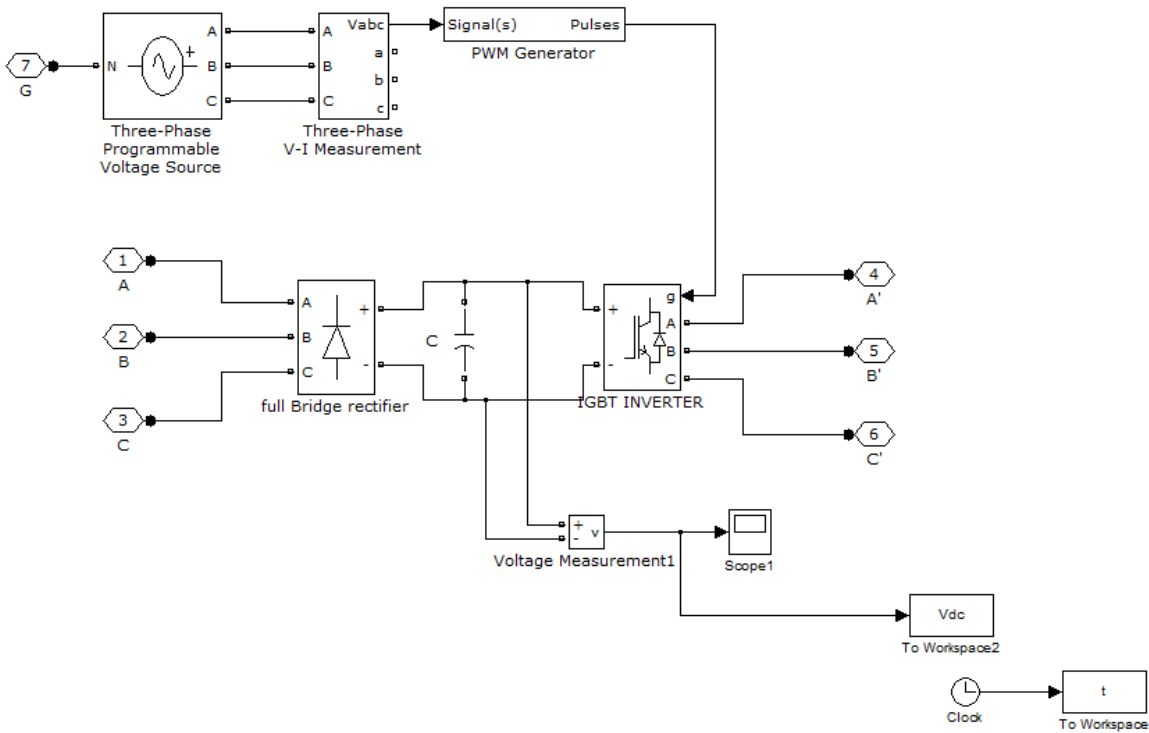 7
G
N
+
A
B
C
Three-Phase
Programmable
Voltage Source
A
B
C
Vabc
a
b
c
Three-Phase
V-I Measurement
Signal(s) Pulses
PWM Generator
1
A
2
B
3
C
A
B
C
+
-
full Bridge rectifier
C
+
-
g
A
B
C
IGBT INVERTER
4
A'
5
B'
6
C'
+
-
v
Voltage Measurement1
Scope1
Vdc
To Workspace2
Clock
t
To Workspace